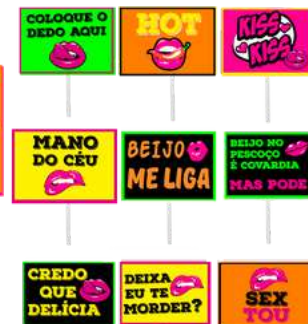 COLOQUE O
DEDO AQUI
HOT
KISS
KISS
MANO
DO CÉU
BEIJO
ME LIGA
BEIJO NO
PESCOÇO
É COVARDIA
MAS PODE
CREDO
QUE
DELÍCIA
DEIXA
EU TE
MORDER?
SEX
TOU